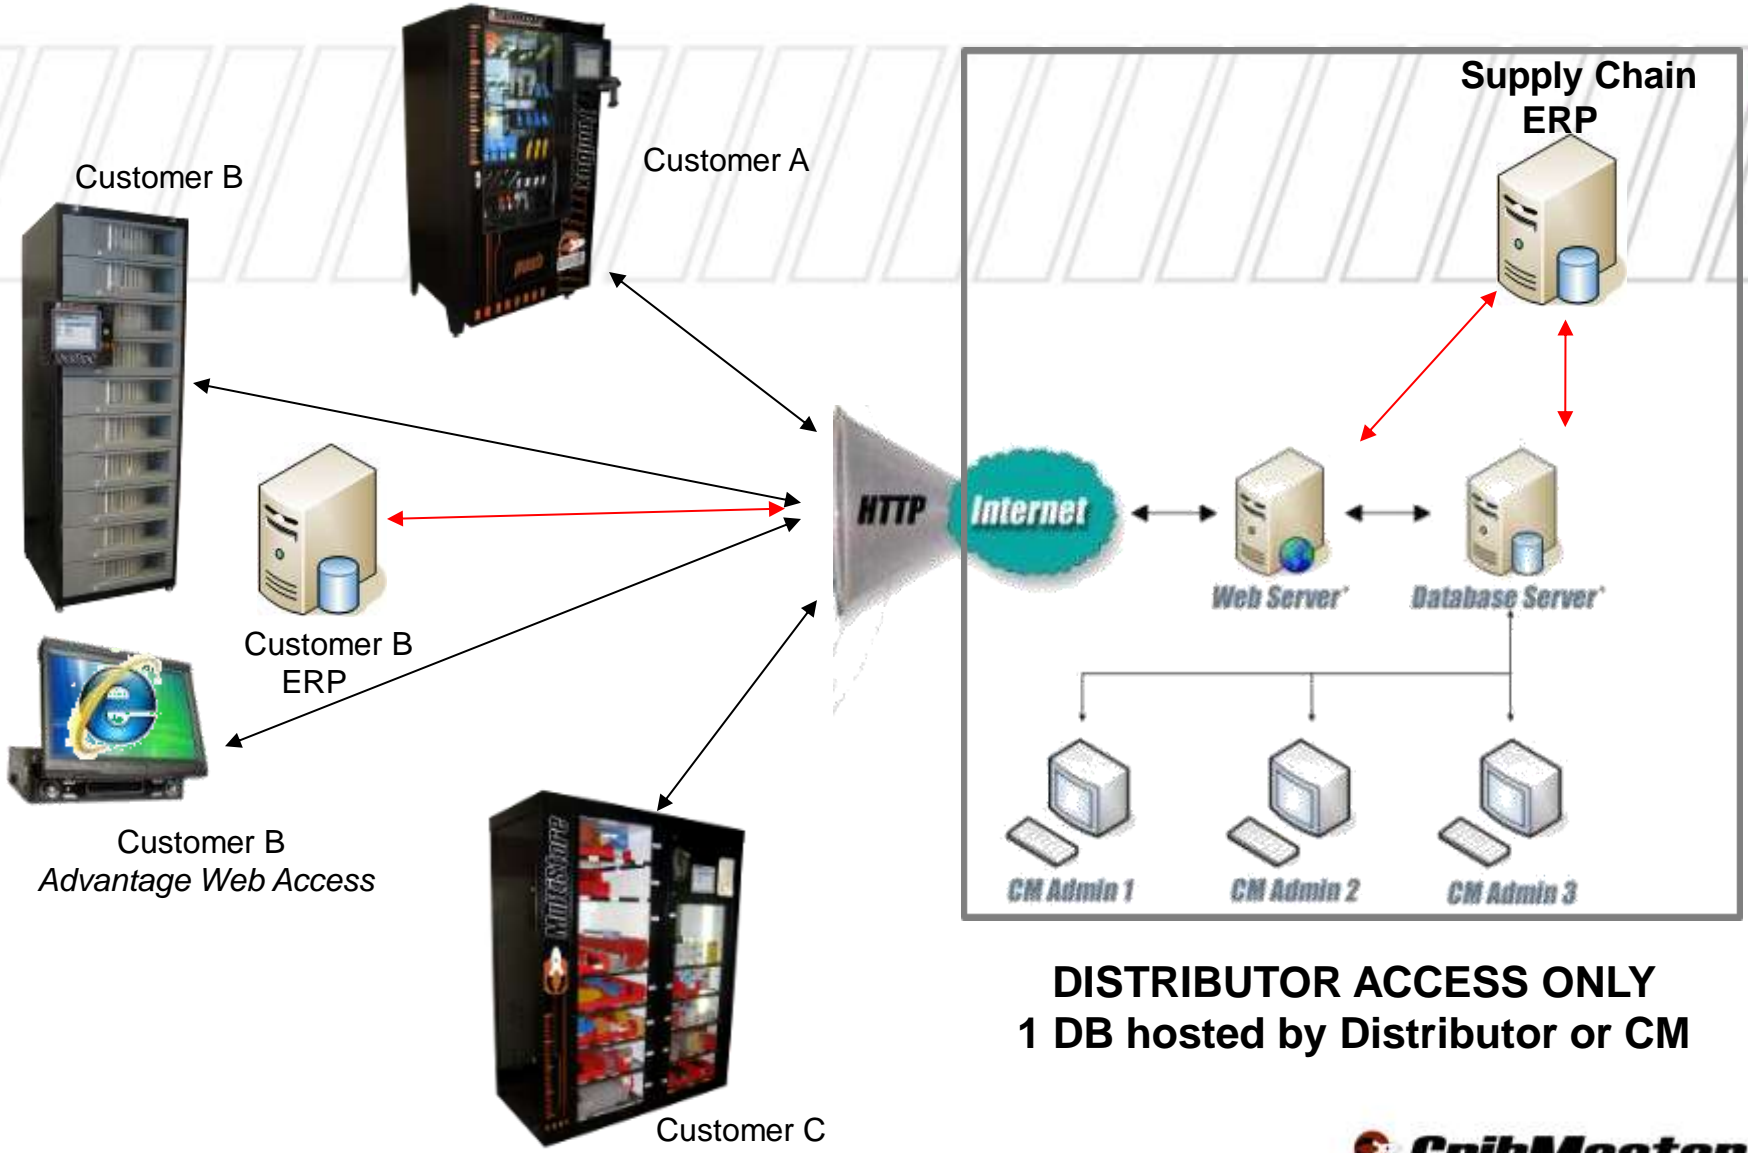 Supply Chain
ERP
Customer A
Customer B
HTTP
Internet
Web Server*
Database Server*
Customer B
ERP
Customer B
Advantage Web Access
CM Admin 1
CM Admin 2
CM Admin 3
MultiStore
DISTRIBUTOR ACCESS ONLY
1 DB hosted by Distributor or CM
Customer C